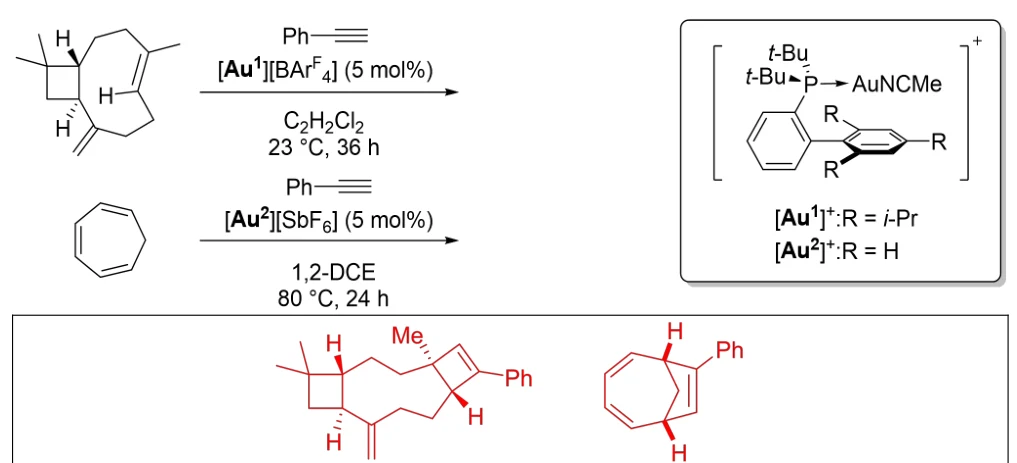 H
H
H
Ph
[Au¹][BArF₄] (5 mol%)
C₂H₂Cl₂
23 °C, 36 h
Ph
[Au²][SbF₆] (5 mol%)
1,2-DCE
80 °C, 24 h
t-Bu
t-Bu
P
AuNCMe
R
R
R
+
[Au¹]⁺:R = i-Pr
[Au²]⁺:R = H
H
Me
Ph
H
H
H
Ph
H